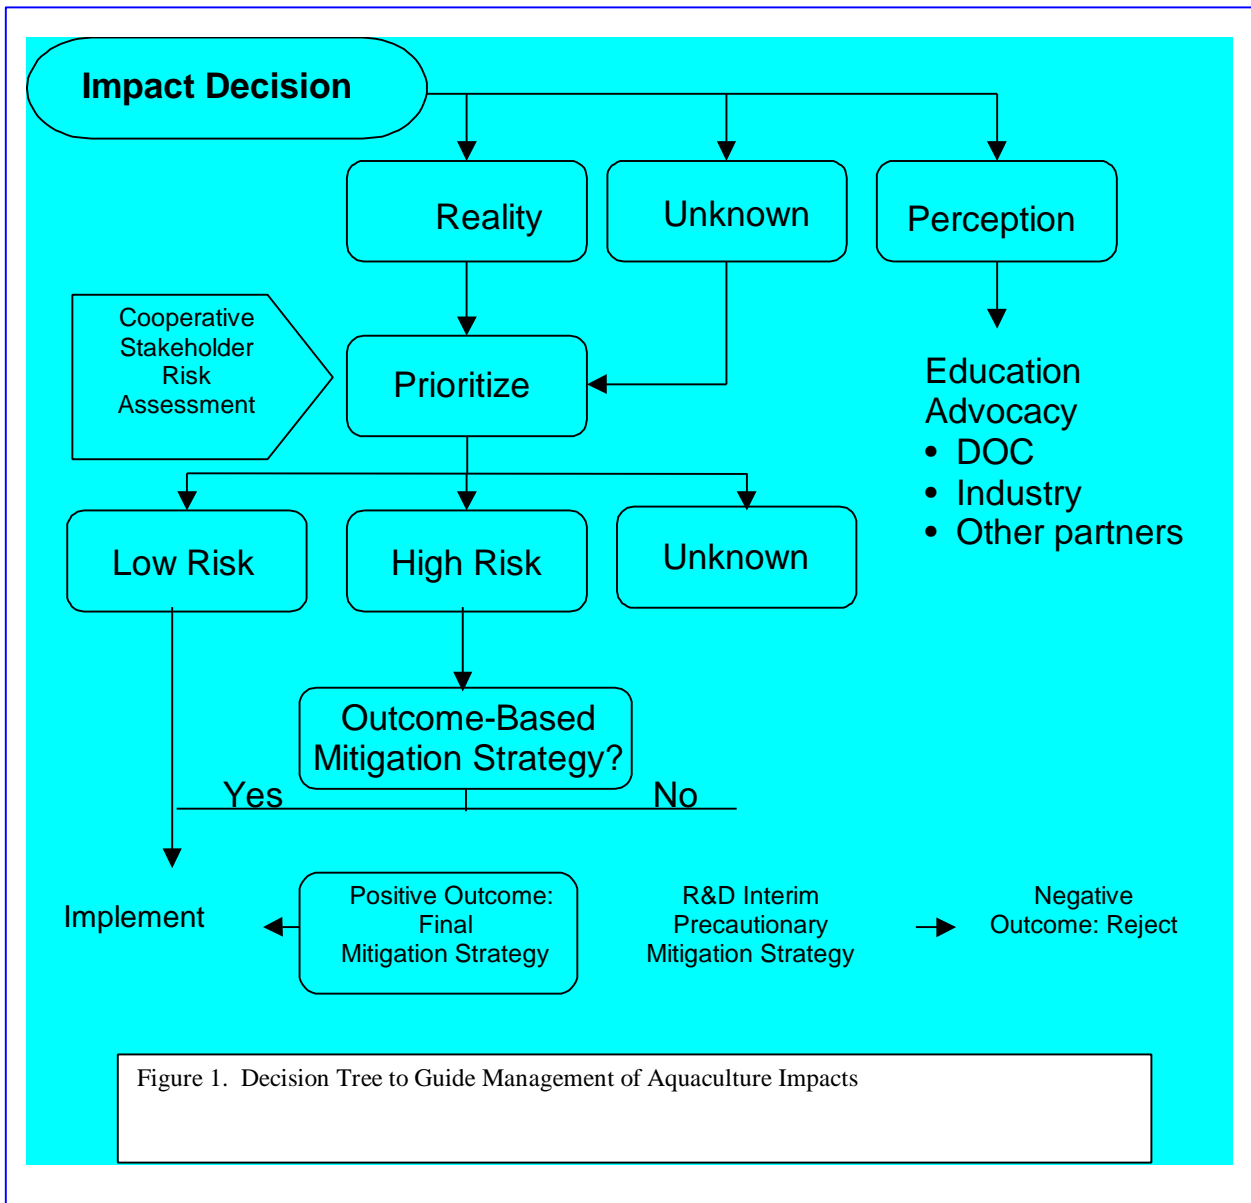 Impact Decision
Reality
Unknown
Perception
Cooperative
Stakeholder
Risk
Assessment
Prioritize
Education
Advocacy
• DOC
• Industry
• Other partners
Low Risk
High Risk
Unknown
Outcome-Based
Mitigation Strategy?
Yes
No
Implement
Positive Outcome:
Final
Mitigation Strategy
R&D Interim
Precautionary
Mitigation Strategy
Negative
Outcome: Reject
Figure 1. Decision Tree to Guide Management of Aquaculture Impacts